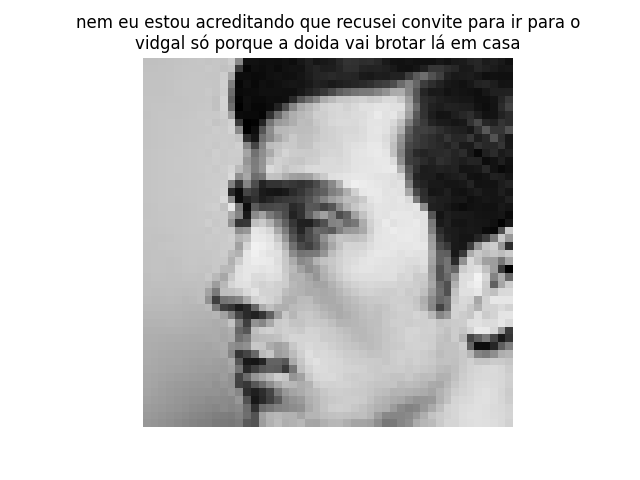 nem eu estou acreditando que recusei convite para ir para o
vidgal só porque a doida vai brotar lá em casa